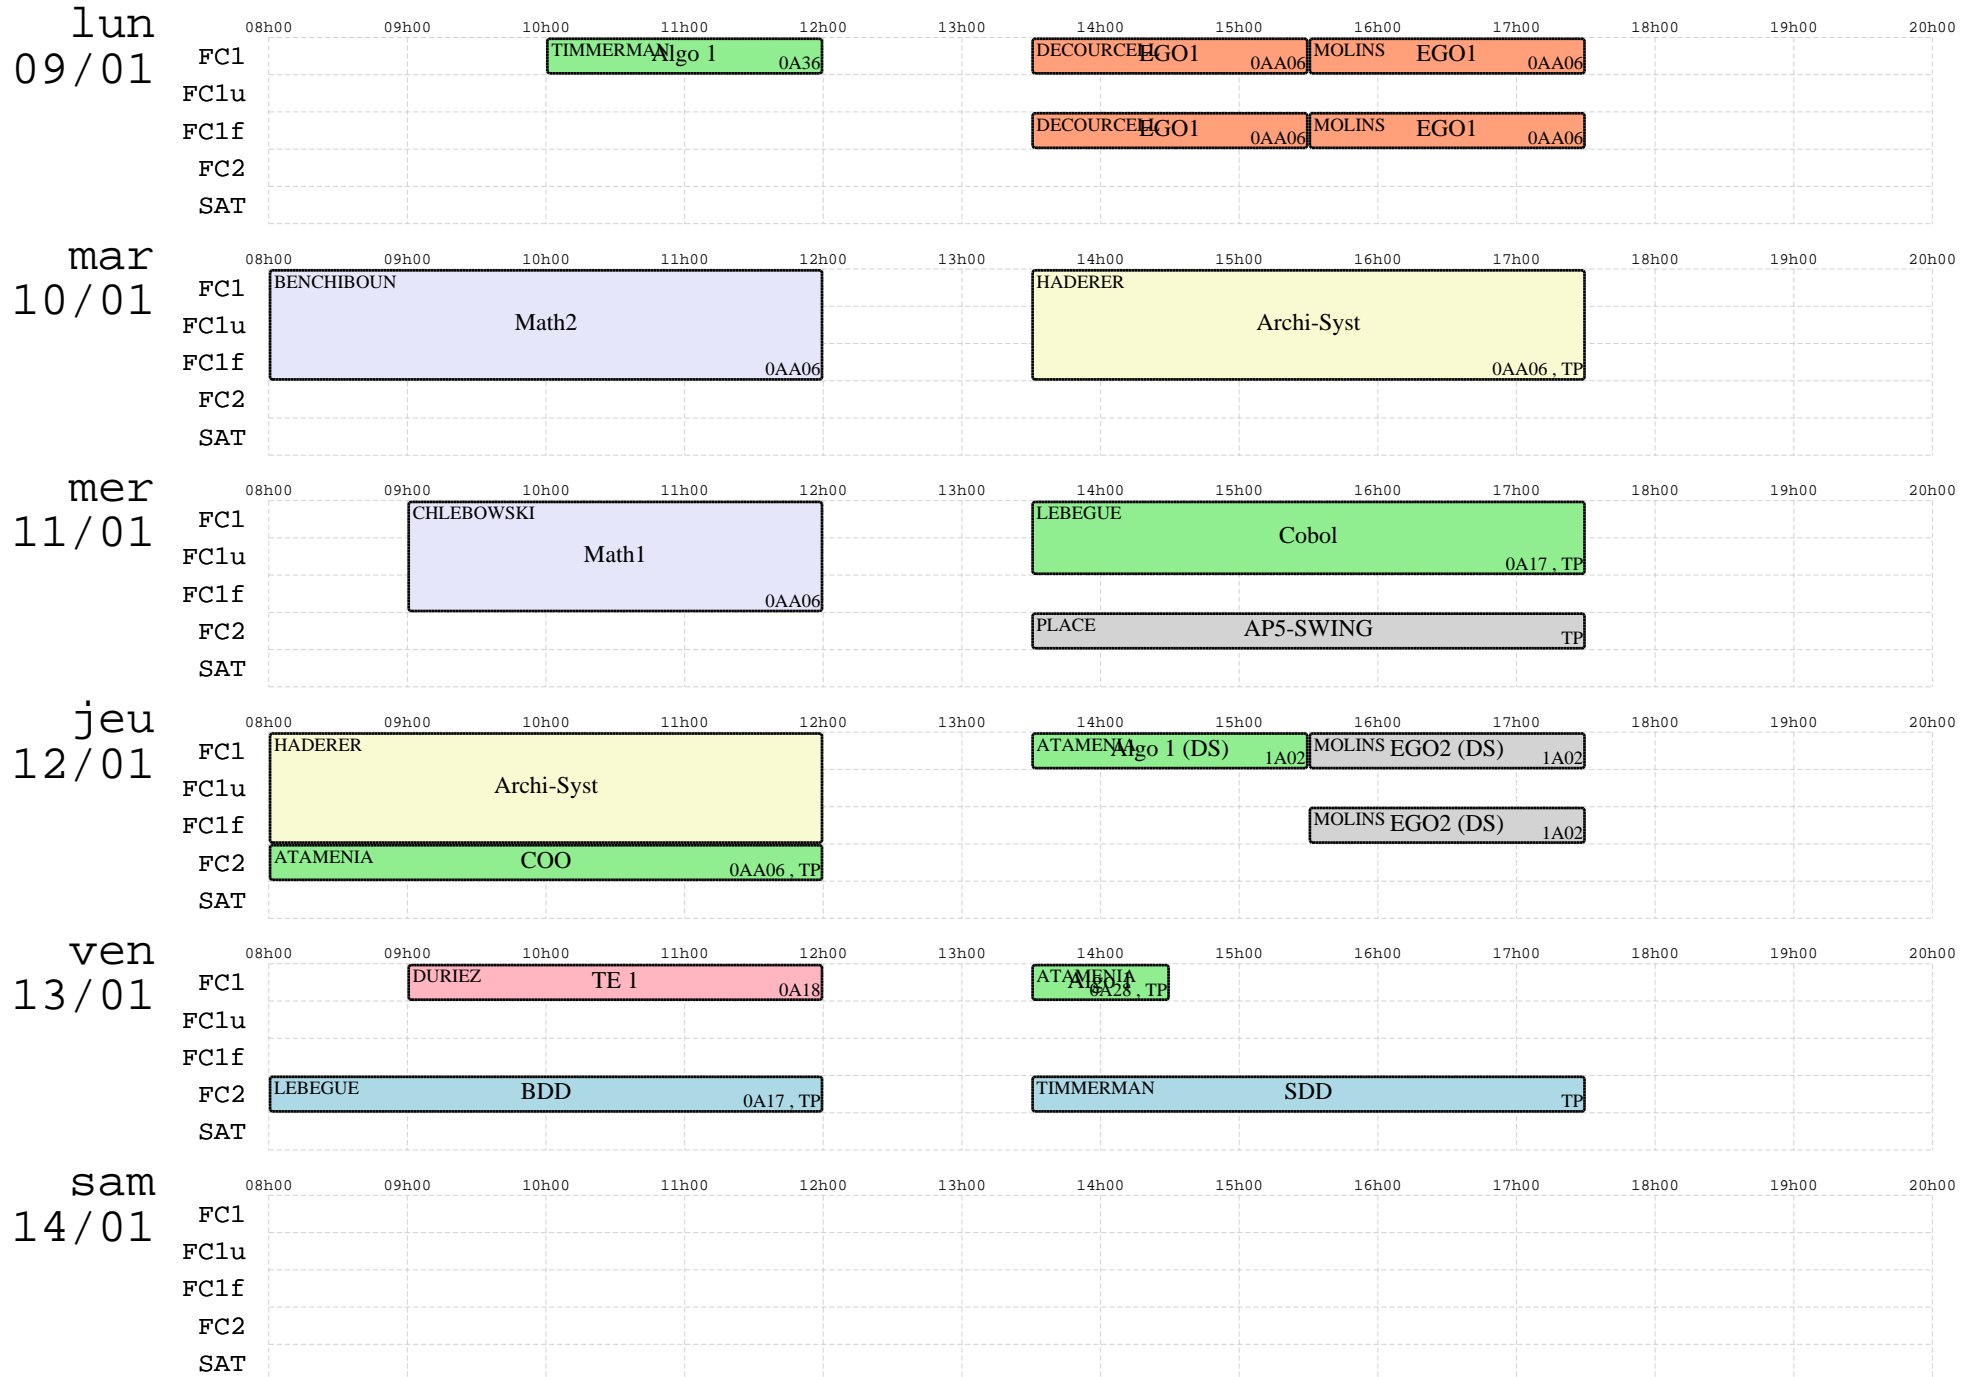 lun
09/01
08h00 09h00 10h00 11h00 12h00 13h00 14h00 15h00 16h00 17h00 18h00 19h00 20h00
FC1 TIMMERMAN Algo 1 0A36 DECOURCELL EGO1 0AA06 MOLINS EGO1 0AA06
FC1u
FC1f DECOURCELL EGO1 0AA06 MOLINS EGO1 0AA06
FC2
SAT
mar
10/01
08h00 09h00 10h00 11h00 12h00 13h00 14h00 15h00 16h00 17h00 18h00 19h00 20h00
FC1 BENCHIBOUN HADERER
FC1u Math2 Archi-Syst
FC1f 0AA06 0AA06 , TP
FC2
SAT
mer
11/01
08h00 09h00 10h00 11h00 12h00 13h00 14h00 15h00 16h00 17h00 18h00 19h00 20h00
FC1 CHLEBOWSKI LEBEGUE
Cobol
FC1u Math1 0A17 , TP
FC1f 0AA06
FC2 PLACE AP5-SWING TP
SAT
jeu
12/01
08h00 09h00 10h00 11h00 12h00 13h00 14h00 15h00 16h00 17h00 18h00 19h00 20h00
FC1 HADERER ATAMENIA Algo 1 (DS) 1A02 MOLINS EGO2 (DS) 1A02
FC1u Archi-Syst
FC1f MOLINS EGO2 (DS) 1A02
FC2 ATAMENIA COO 0AA06 , TP
SAT
ven
13/01
08h00 09h00 10h00 11h00 12h00 13h00 14h00 15h00 16h00 17h00 18h00 19h00 20h00
FC1 DURIEZ TE 1 0A18 ATAMENIA Algo 1 0A28 , TP
FC1u
FC1f
FC2 LEBEGUE BDD 0A17 , TP TIMMERMAN SDD TP
SAT
sam
14/01
08h00 09h00 10h00 11h00 12h00 13h00 14h00 15h00 16h00 17h00 18h00 19h00 20h00
FC1
FC1u
FC1f
FC2
SAT